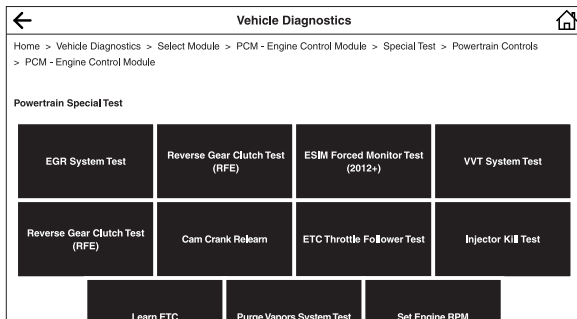 Vehicle Diagnostics
Home > Vehicle Diagnostics > Select Module > PCM - Engine Control Module > Special Test > Powertrain Controls
> PCM - Engine Control Module
Powertrain Special Test
EGR System Test
Reverse Gear Clutch Test
(RFE)
ESIM Forced Monitor Test
(2012+)
VVT System Test
Reverse Gear Clutch Test
(RFE)
Cam Crank Relearn
ETC Throttle Follower Test
Injector Kill Test
Learn ETC
Purge Vapors System Test
Set Engine RPM